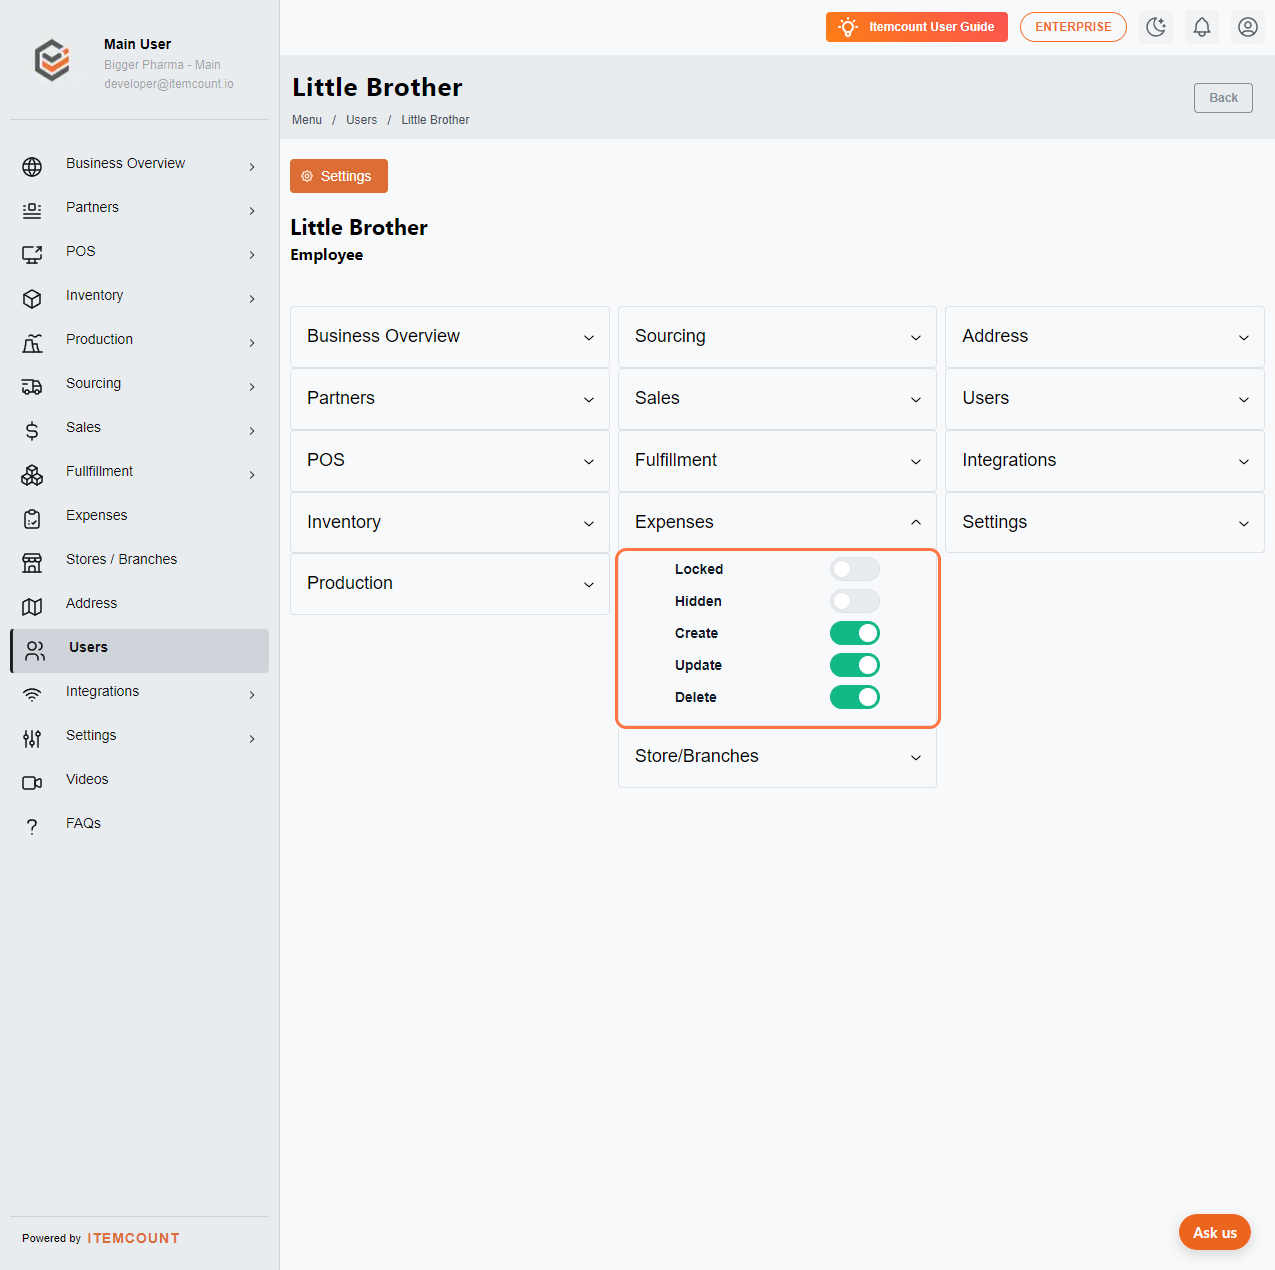 Main User
Bigger Pharma - Main
developer@itemcount.io
Business Overview
Partners
POS
Inventory
Production
Sourcing
Sales
Fullfillment
Expenses
Stores / Branches
Address
Users
Integrations
Settings
Videos
FAQs
Powered by ITEMCOUNT
Itemcount User Guide
ENTERPRISE
Little Brother
Menu / Users / Little Brother
Back
Settings
Little Brother
Employee
Business Overview
Partners
POS
Inventory
Production
Sourcing
Sales
Fulfillment
Expenses
Locked
Hidden
Create
Update
Delete
Store/Branches
Address
Users
Integrations
Settings
Ask us